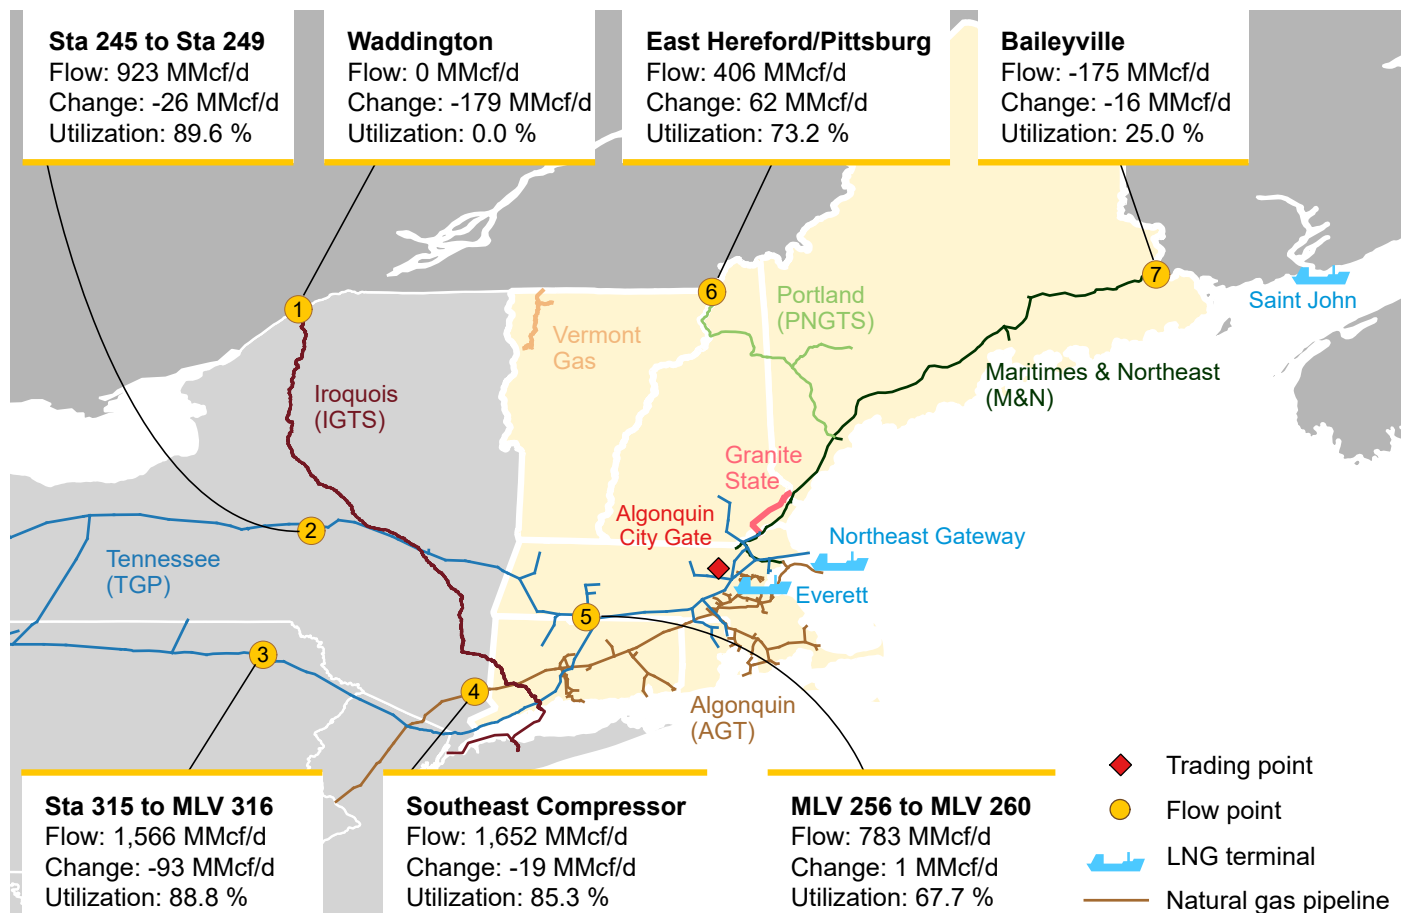 Sta 245 to Sta 249
Flow: 923 MMcf/d
Change: -26 MMcf/d
Utilization: 89.6 %
Waddington
Flow: 0 MMcf/d
Change: -179 MMcf/d
Utilization: 0.0 %
East Hereford/Pittsburg
Flow: 406 MMcf/d
Change: 62 MMcf/d
Utilization: 73.2 %
Baileyville
Flow: -175 MMcf/d
Change: -16 MMcf/d
Utilization: 25.0 %
7
6
1
Saint John
Portland
(PNGTS)
Vermont
Gas
Maritimes & Northeast
(M&N)
Iroquois
(IGTS)
Granite
State
Algonquin
City Gate
2
Northeast Gateway
Tennessee
(TGP)
Everett
5
3
4
Algonquin
(AGT)
Sta 315 to MLV 316
Flow: 1,566 MMcf/d
Change: -93 MMcf/d
Utilization: 88.8 %
Southeast Compressor
Flow: 1,652 MMcf/d
Change: -19 MMcf/d
Utilization: 85.3 %
MLV 256 to MLV 260
Flow: 783 MMcf/d
Change: 1 MMcf/d
Utilization: 67.7 %
Trading point
Flow point
LNG terminal
Natural gas pipeline